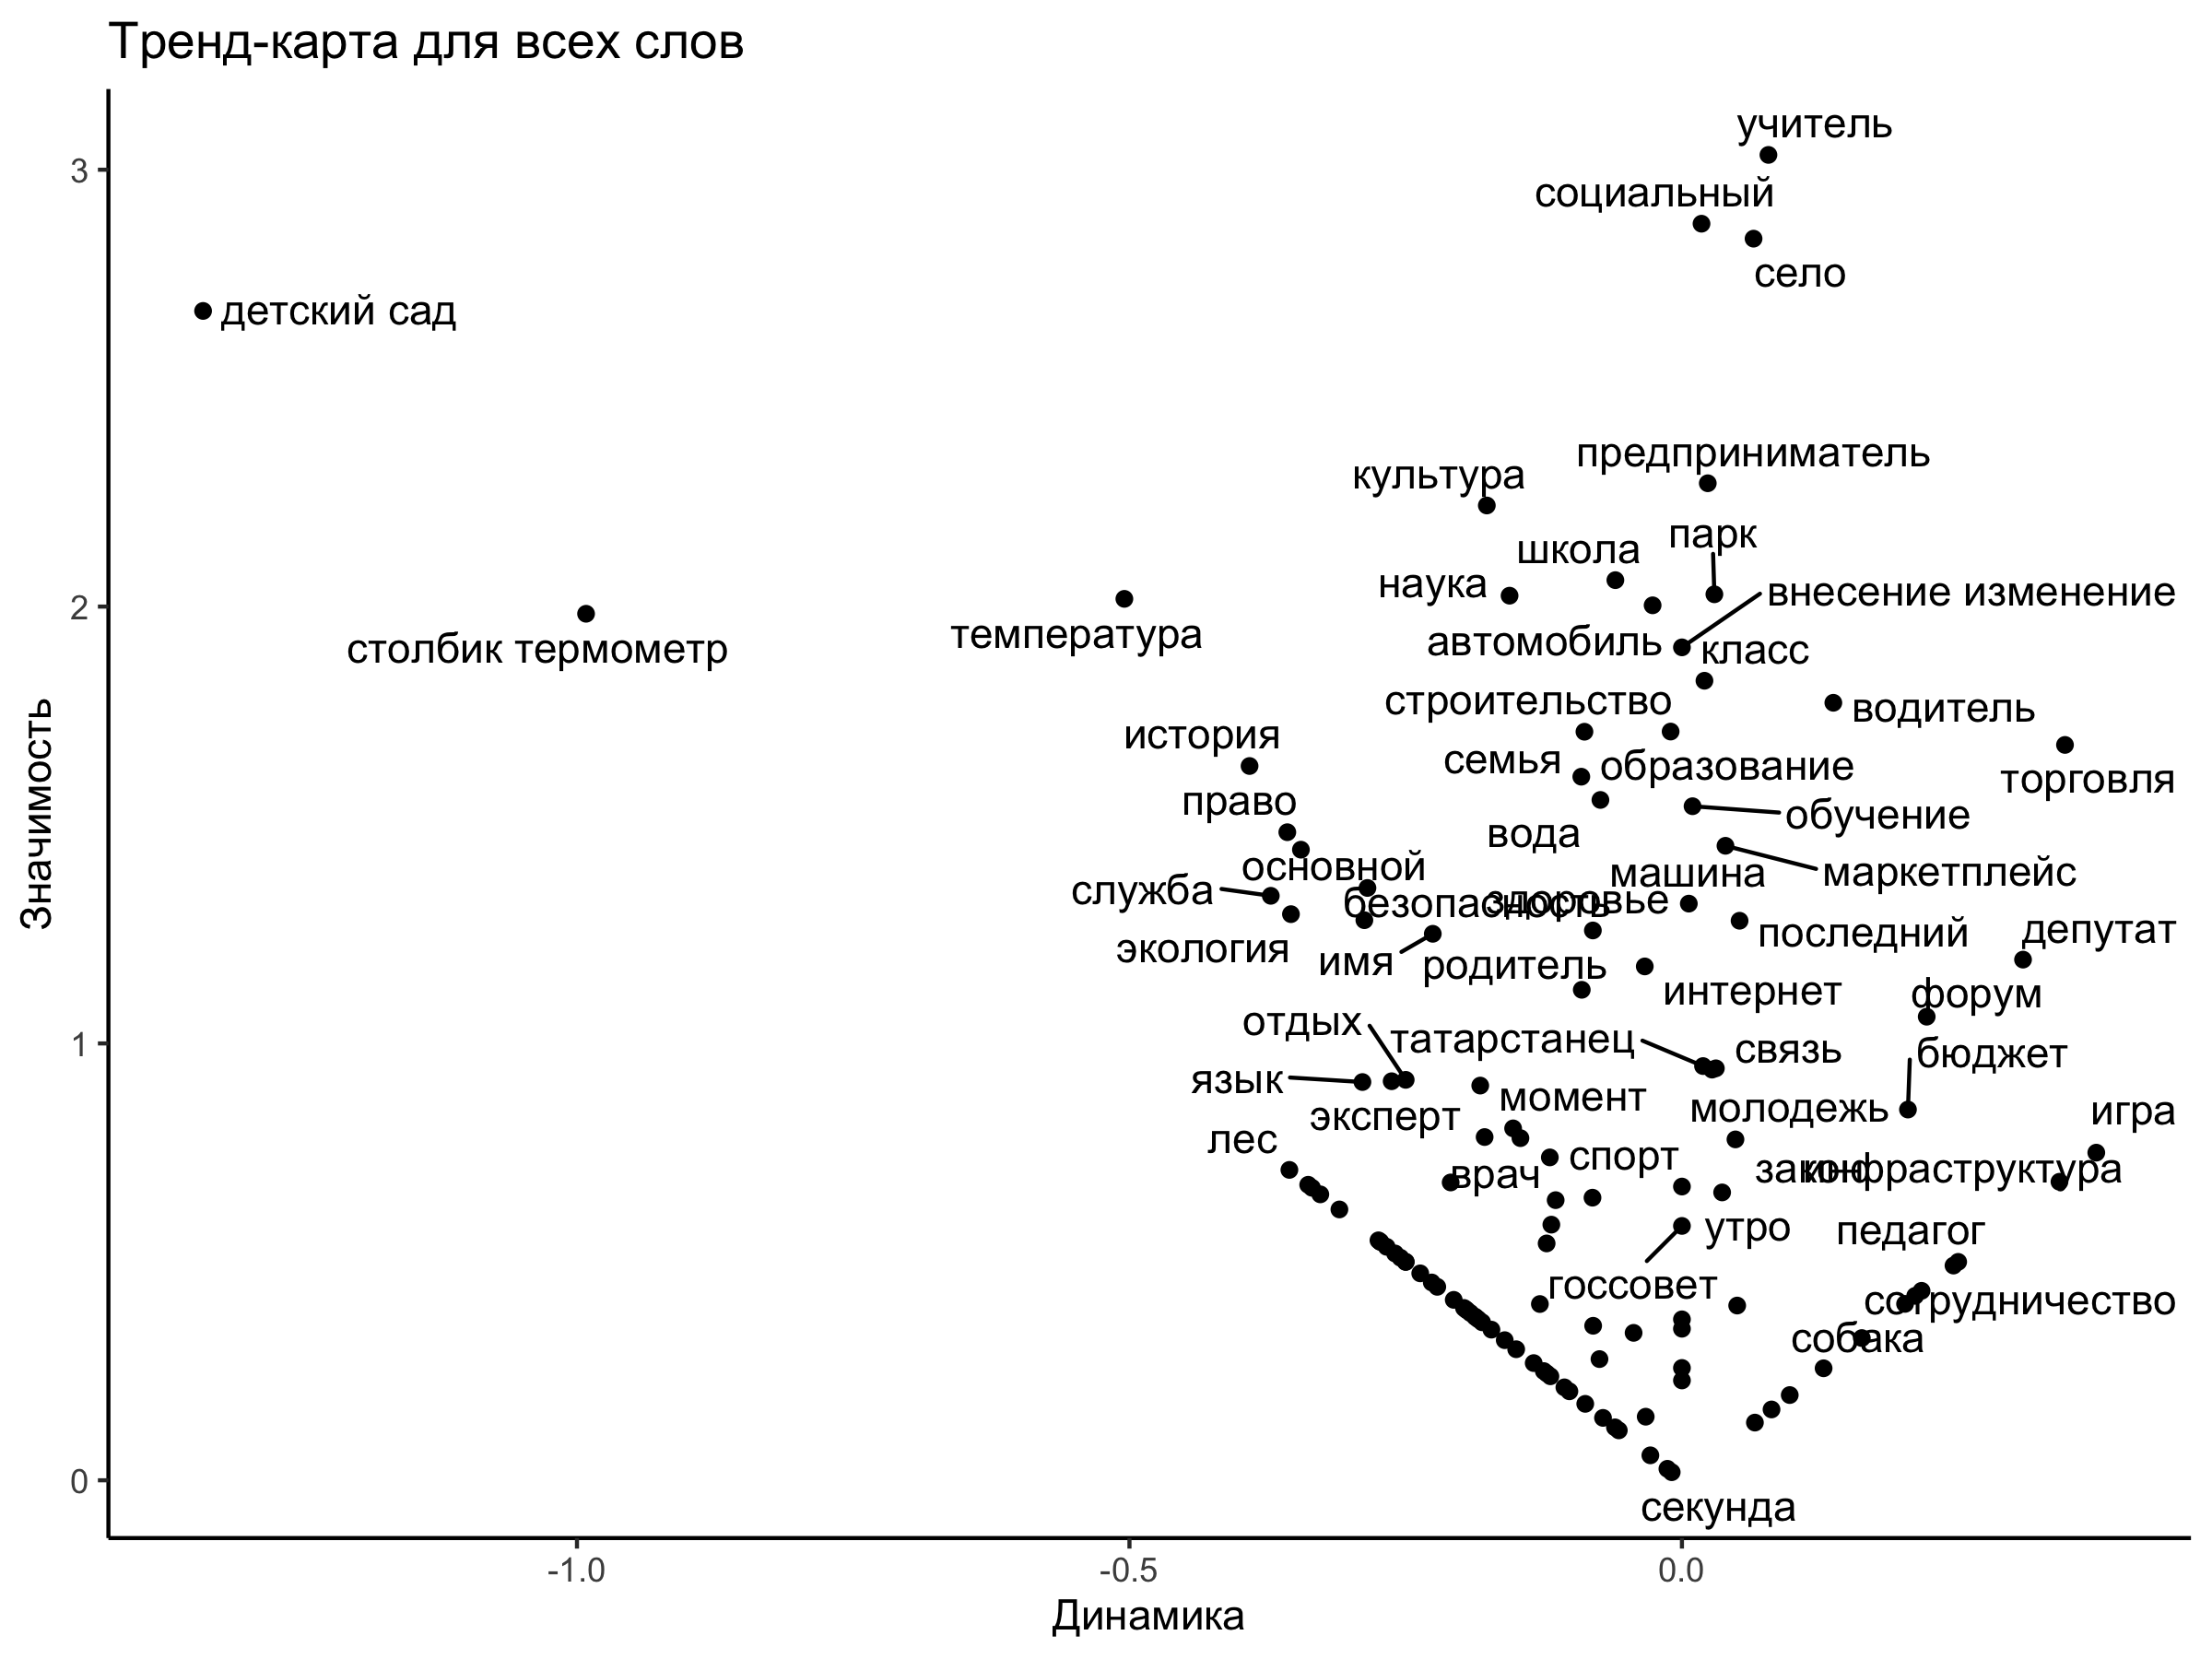 Тренд-карта для всех слов
учитель
социальный
село
детский сад
предприниматель
культура
парк
школа
наука
внесение изменение
температура
автомобиль
столбик термометр
класс
строительство
водитель
история
семья
образование
торговля
право
обучение
вода
основной
машина
маркетплейс
служба
безопасность
здоровье
последний
депутат
экология
имя
родитель
интернет
форум
отдых
татарстанец
связь
бюджет
язык
момент
эксперт
молодежь
игра
лес
врач
спорт
закон
инфраструктура
утро
педагог
госсовет
сотрудничество
собака
секунда
3
2
1
0
Значимость
-1.0
-0.5
0.0
Динамика